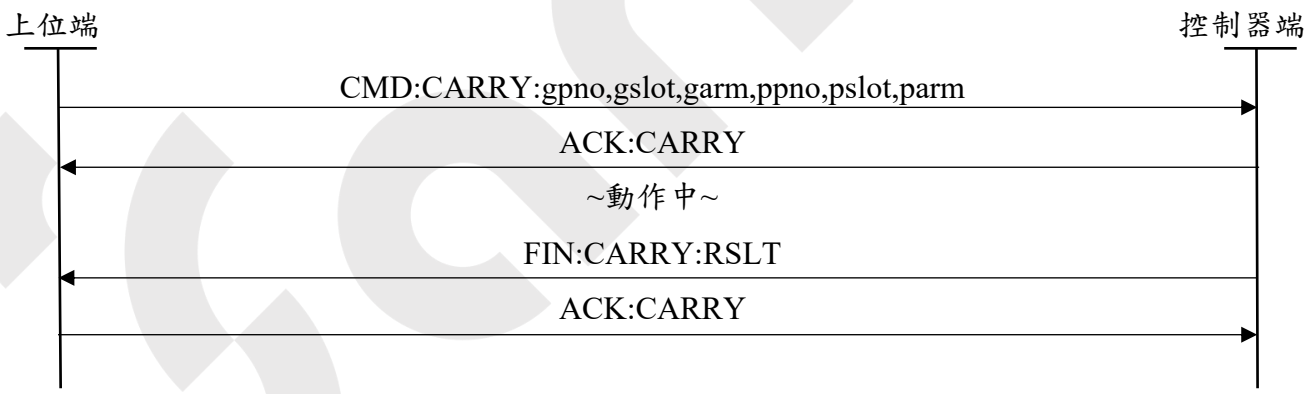 上位端
控制器端
CMD:CARRY:gpno,gslot,garm,ppno,pslot,parm
ACK:CARRY
~動作中~
FIN:CARRY:RSLT
ACK:CARRY